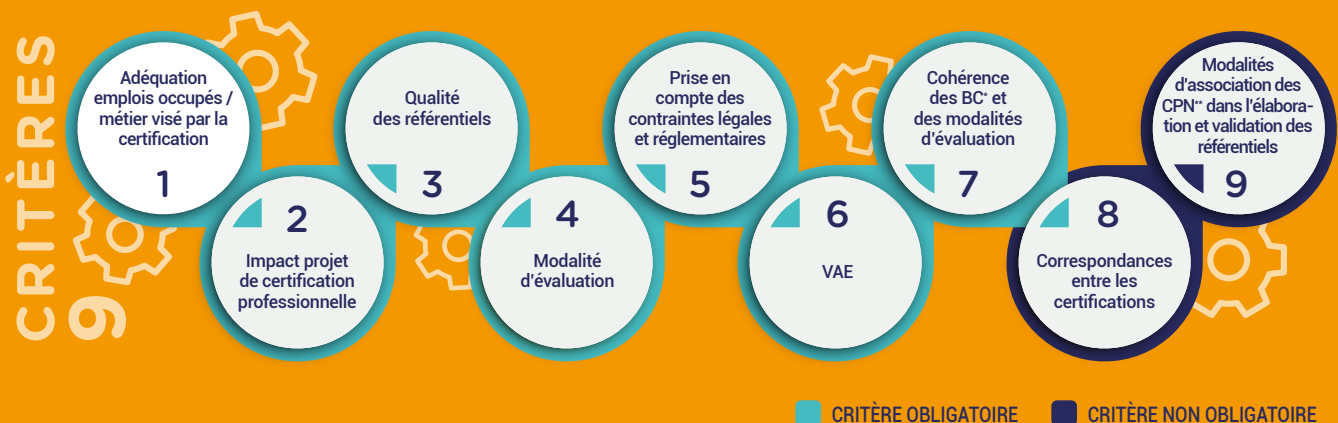 9 CRITÈRES
Adéquation
emplois occupés /
métier visé par la
certification
1
2
Impact projet
de certification
professionnelle
Qualité
des référentiels
3
4
Modalité
d'évaluation
Prise en
compte des
contraintes légales
et réglementaires
5
6
VAE
Cohérence
des BC* et
des modalités
d'évaluation
7
8
Correspondances
entre les
certifications
Modalités
d'association des
CPN** dans l'élabora-
tion et validation des
référentiels
9
CRITÈRE OBLIGATOIRE
CRITÈRE NON OBLIGATOIRE